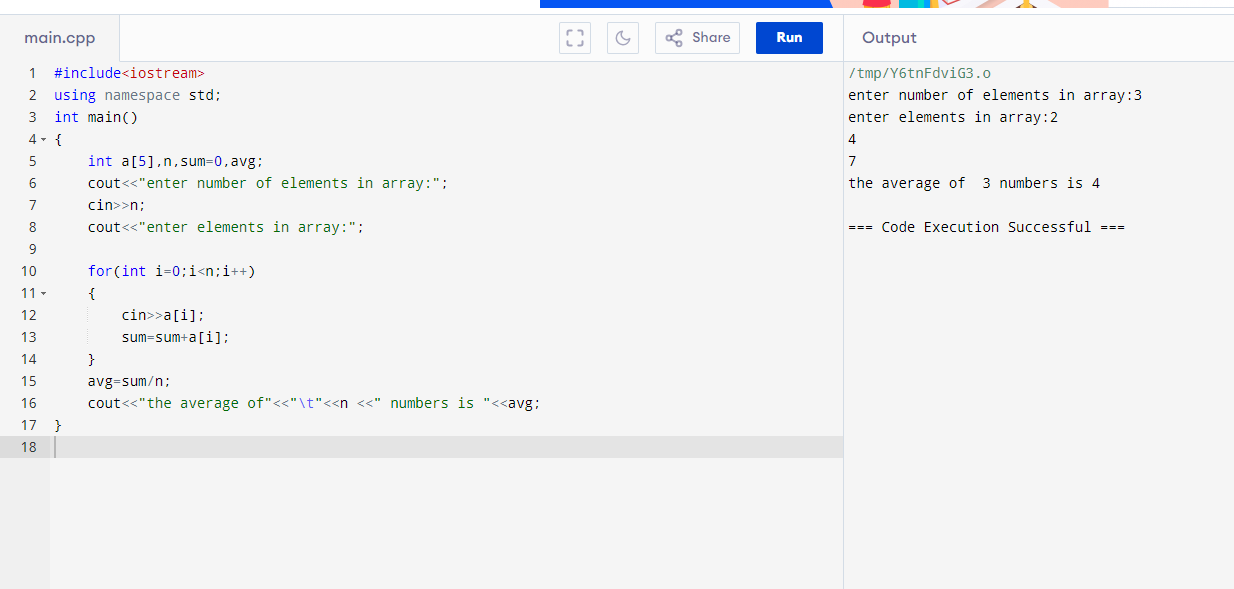 main.cpp
Share
Run
Output
1 #include<iostream>
2 using namespace std;
3 int main()
4 {
5 int a[5],n,sum=0,avg;
6 cout<<"enter number of elements in array:";
7 cin>>n;
8 cout<<"enter elements in array:";
9
10 for(int i=0;i<n;i++)
11 {
12 cin>>a[i];
13 sum=sum+a[i];
14 }
15 avg=sum/n;
16 cout<<"the average of"<<"\t"<<n <<" numbers is "<<avg;
17 }
18
/tmp/Y6tnFdviG3.o
enter number of elements in array:3
enter elements in array:2
4
7
the average of  3 numbers is 4
=== Code Execution Successful ===